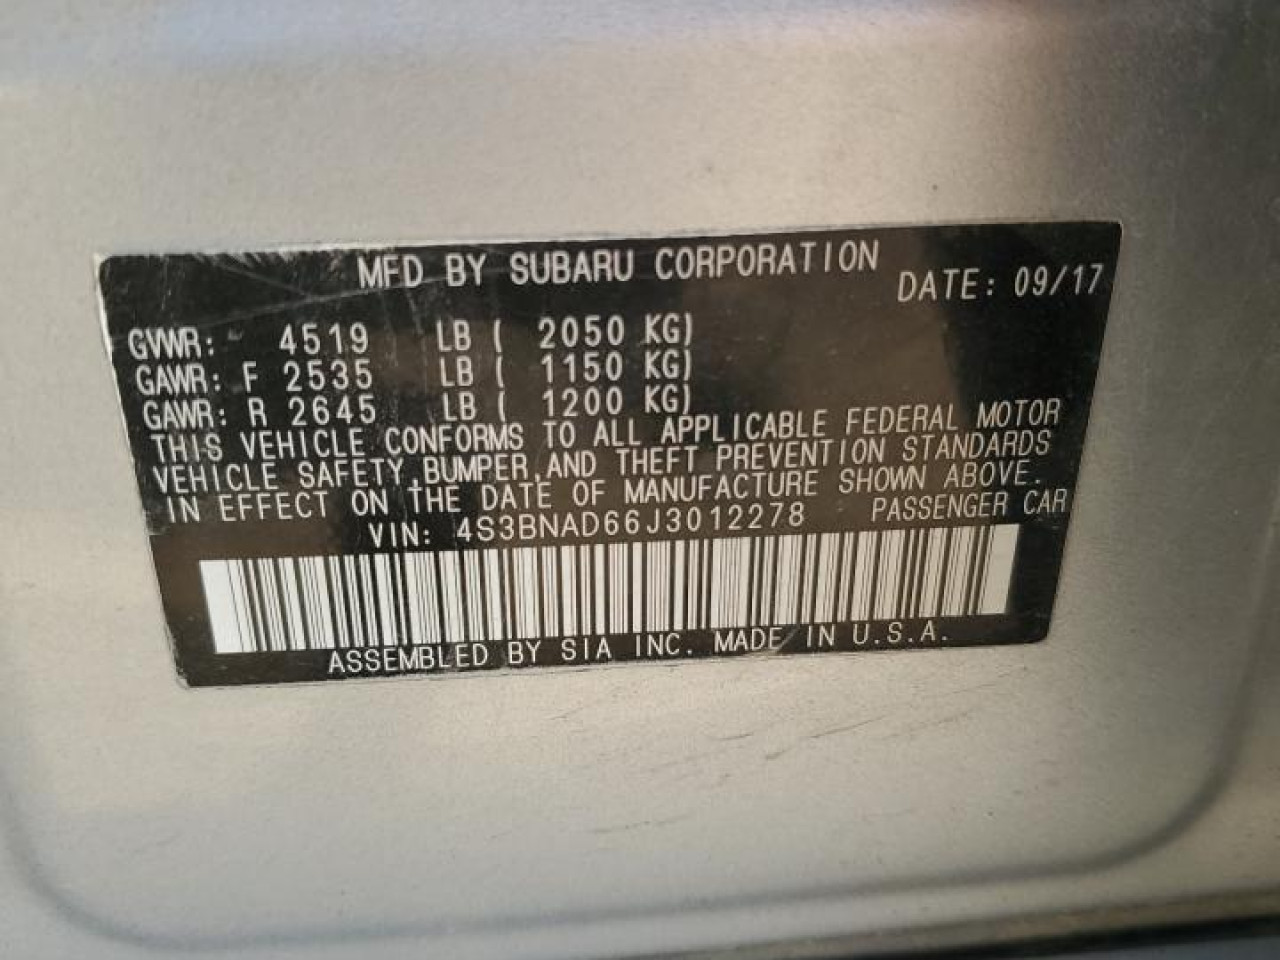 MFD BY SUBARU CORPORATION DATE: 09/17
GVWR: 4519 LB ( 2050 KG)
GAWR: F 2535 LB ( 1150 KG)
GAWR: R 2645 LB ( 1200 KG)
THIS VEHICLE CONFORMS TO ALL APPLICABLE FEDERAL MOTOR
VEHICLE SAFETY,BUMPER,AND THEFT PREVENTION STANDARDS
IN EFFECT ON THE DATE OF MANUFACTURE SHOWN ABOVE.
VIN: 4S3BNAD66J3012278 PASSENGER CAR
ASSEMBLED BY SIA INC. MADE IN U.S.A.